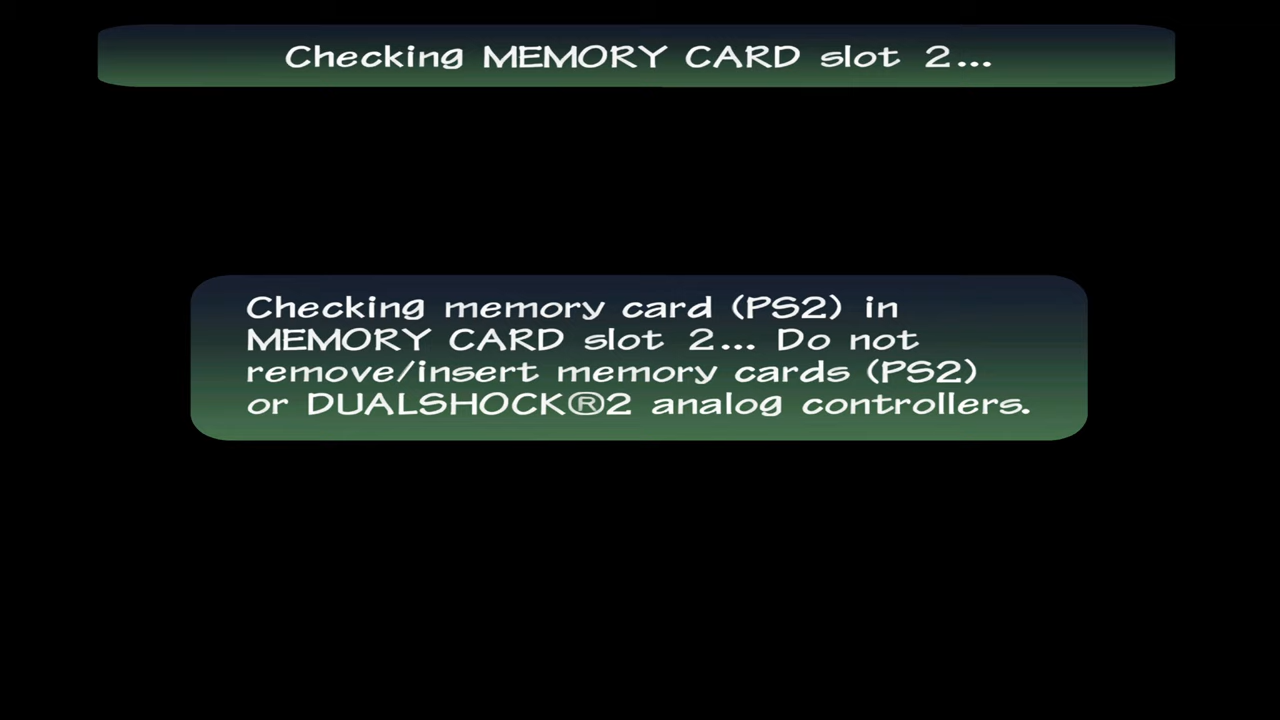 Checking MEMORY CARD slot 2...
Checking memory card (PS2) in
MEMORY CARD slot 2... Do not
remove/insert memory cards (PS2)
or DUALSHOCK®2 analog controllers.